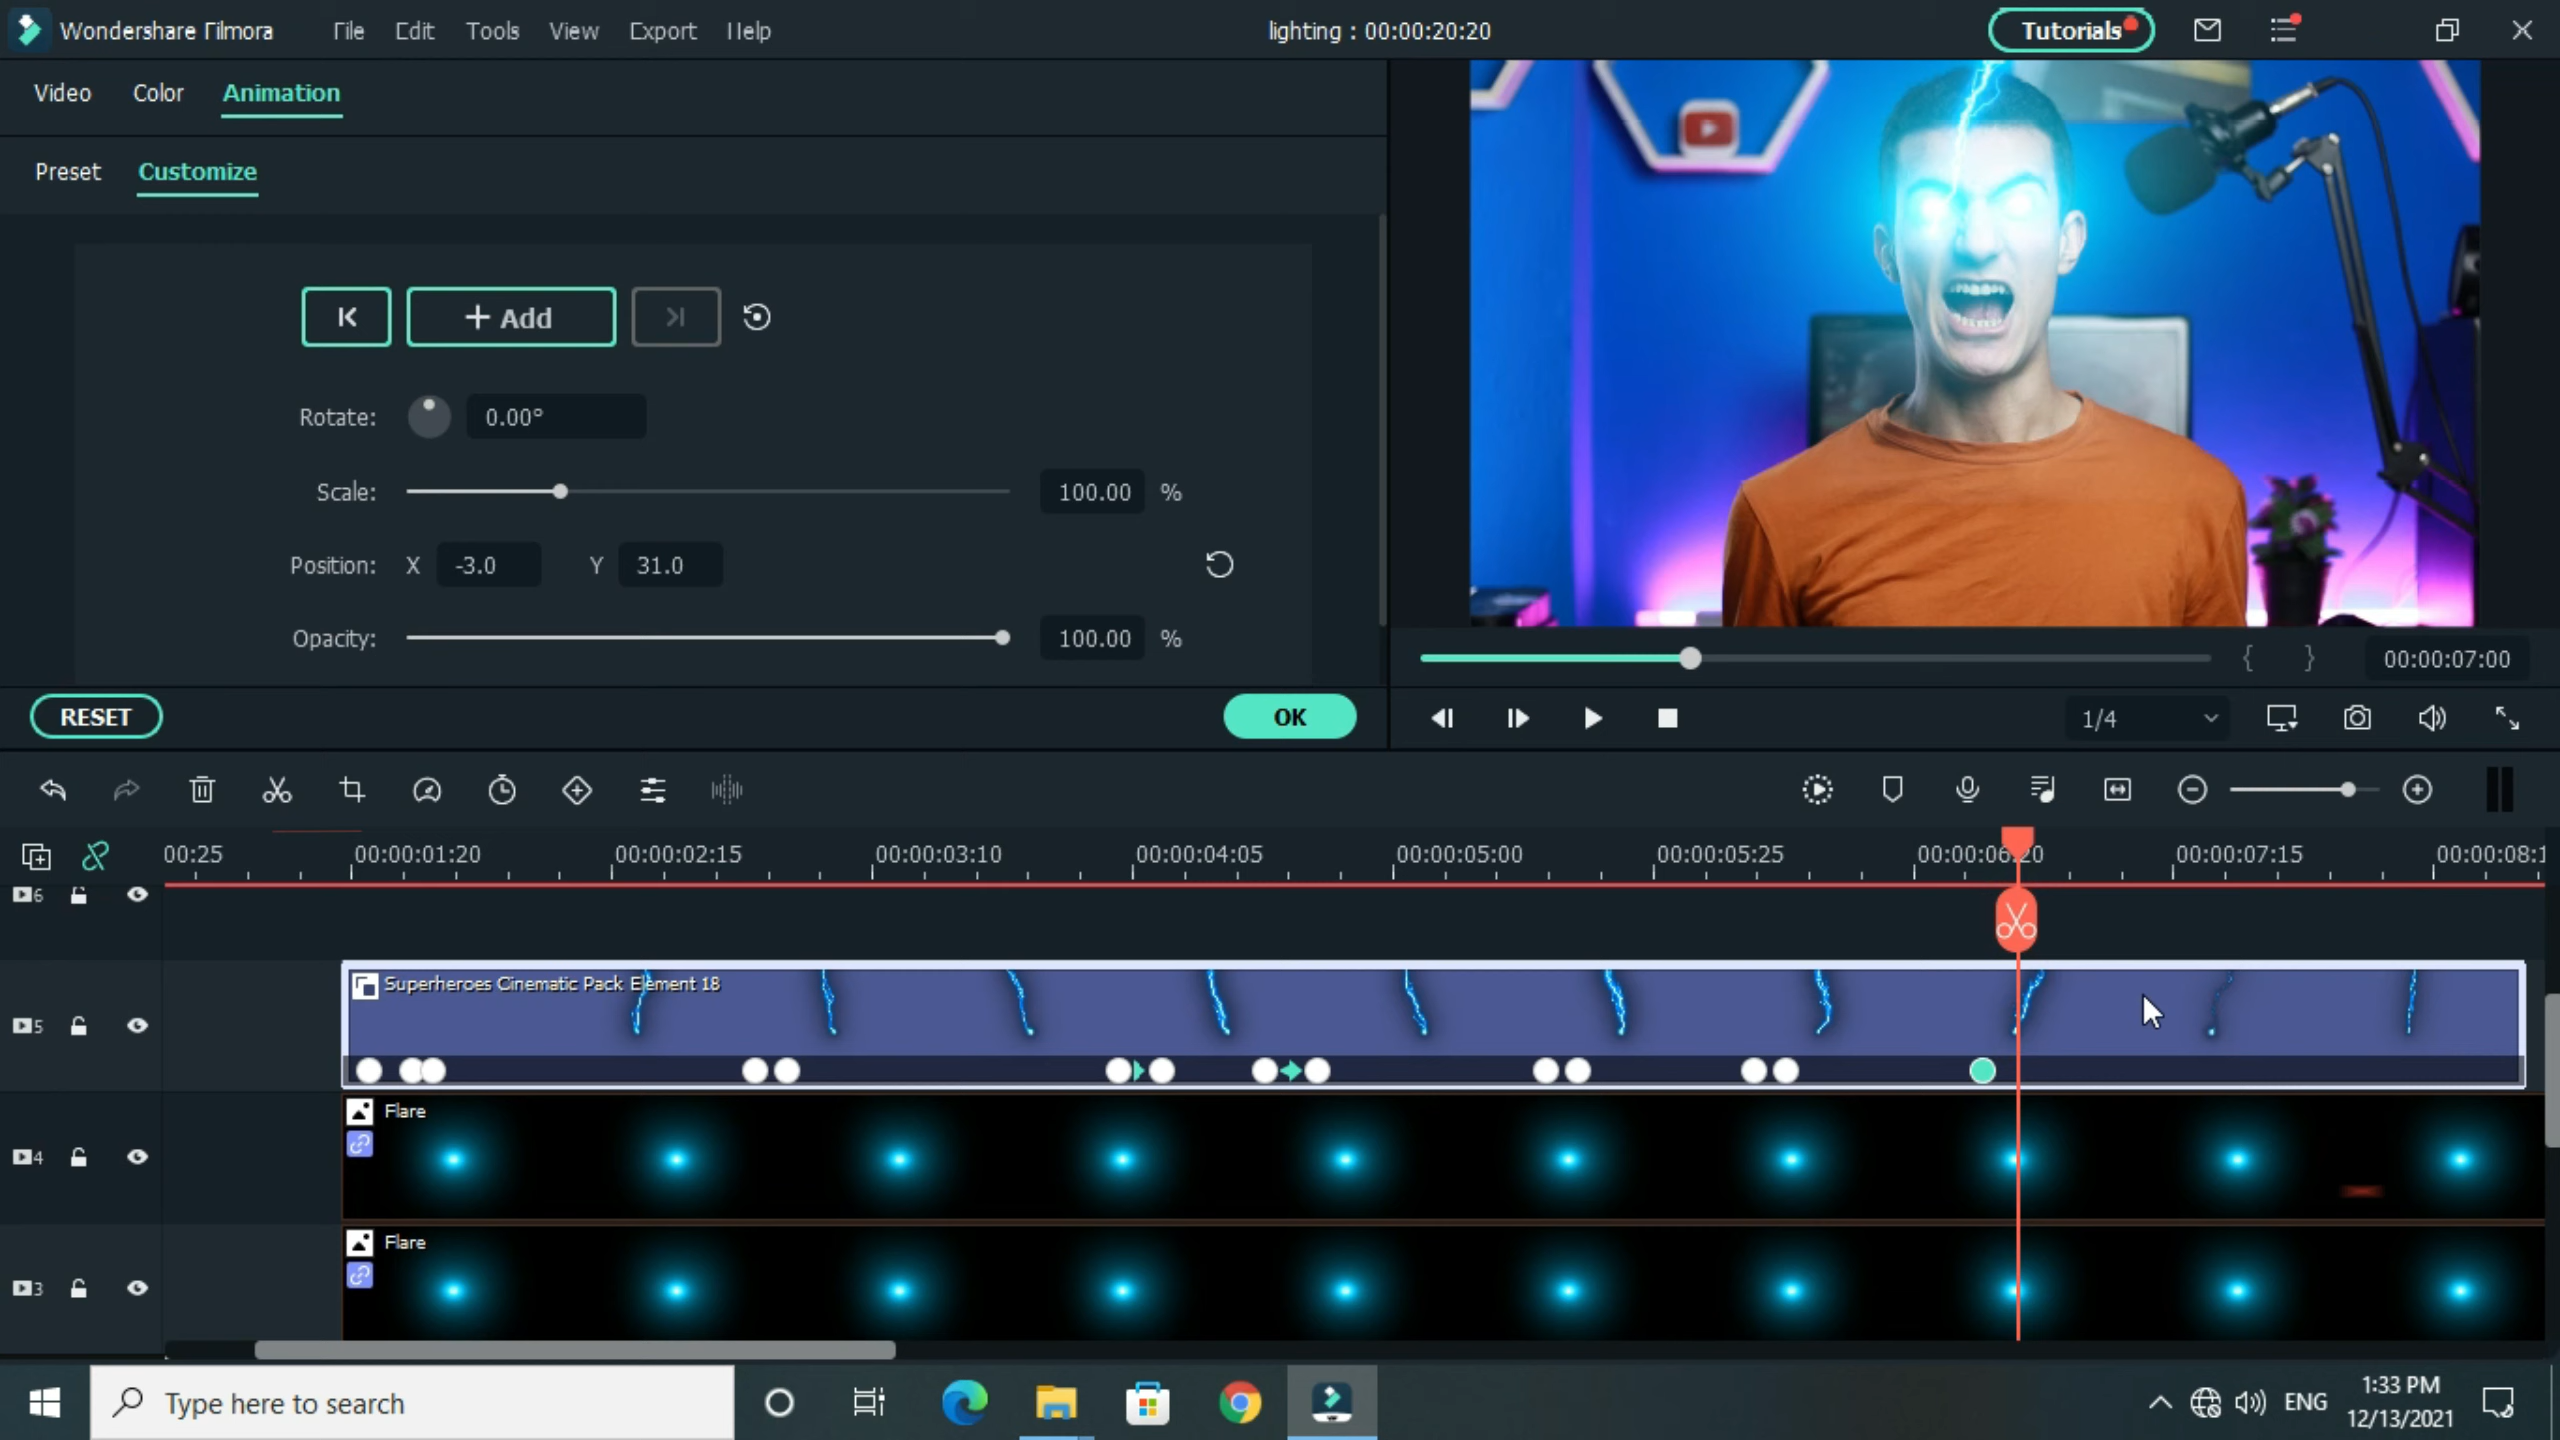 Wondershare Filmora File Edit Tools View Export Help lighting : 00:00:20:20 Tutorials
Video Color Animation
Preset Customize
+ Add
Rotate: 0.00°
Scale: 100.00 %
Position: X -3.0 Y 31.0
Opacity: 100.00 %
{ } 00:00:07:00
RESET OK
1/4
00:25 00:00:01:20 00:00:02:15 00:00:03:10 00:00:04:05 00:00:05:00 00:00:05:25 00:00:06:20 00:00:07:15 00:00:08:1
6
Superheroes Cinematic Pack Element 18
5
Flare
4
Flare
3
Type here to search
ENG
1:33 PM
12/13/2021